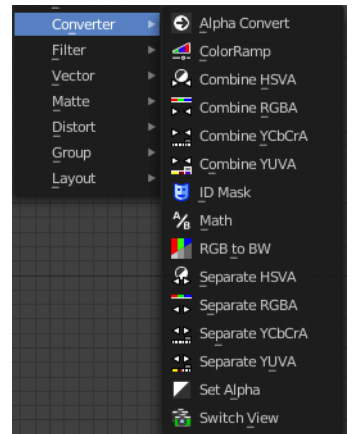 Converter
Filter
Vector
Matte
Distort
Group
Layout
Alpha Convert
ColorRamp
Combine HSVA
Combine RGBA
Combine YCbCrA
Combine YUVA
ID Mask
A/B Math
RGB to BW
Separate HSVA
Separate RGBA
Separate YCbCrA
Separate YUVA
Set Alpha
Switch View